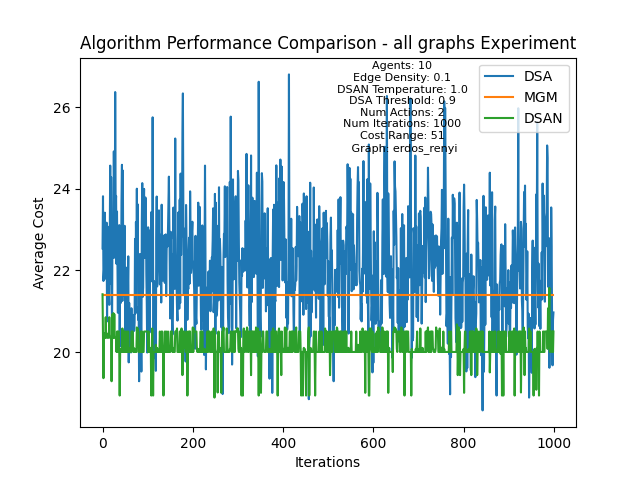 Algorithm Performance Comparison - all graphs Experiment
Agents: 10
Edge Density: 0.1
DSAN Temperature: 1.0
DSA Threshold: 0.9
Num Actions: 2
Num Iterations: 1000
Cost Range: 51
Graph: erdos_renyi
DSA
MGM
DSAN
Average Cost
26
24
22
20
0
200
400
600
800
1000
Iterations